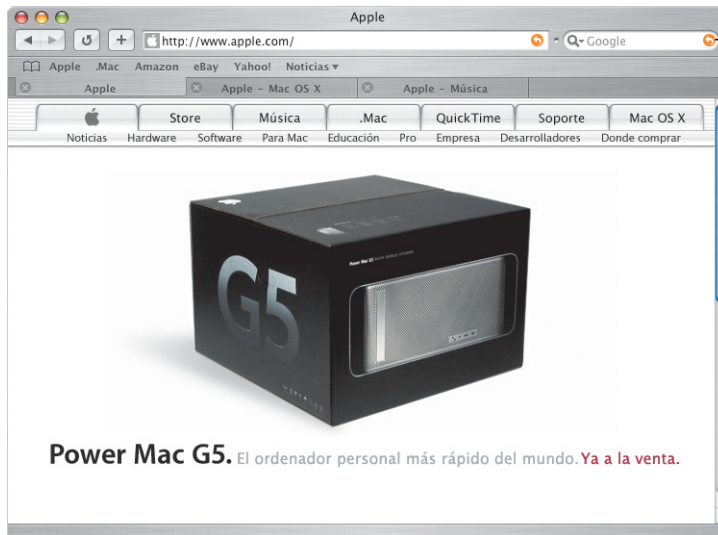 Apple
http://www.apple.com/
Google
Apple .Mac Amazon eBay Yahoo! Noticias
Apple Apple – Mac OS X Apple – Música
Store Música .Mac QuickTime Soporte Mac OS X
Noticias Hardware Software Para Mac Educación Pro Empresa Desarrolladores Donde comprar
G5
Power Mac G5
Power Mac G5. El ordenador personal más rápido del mundo. Ya a la venta.